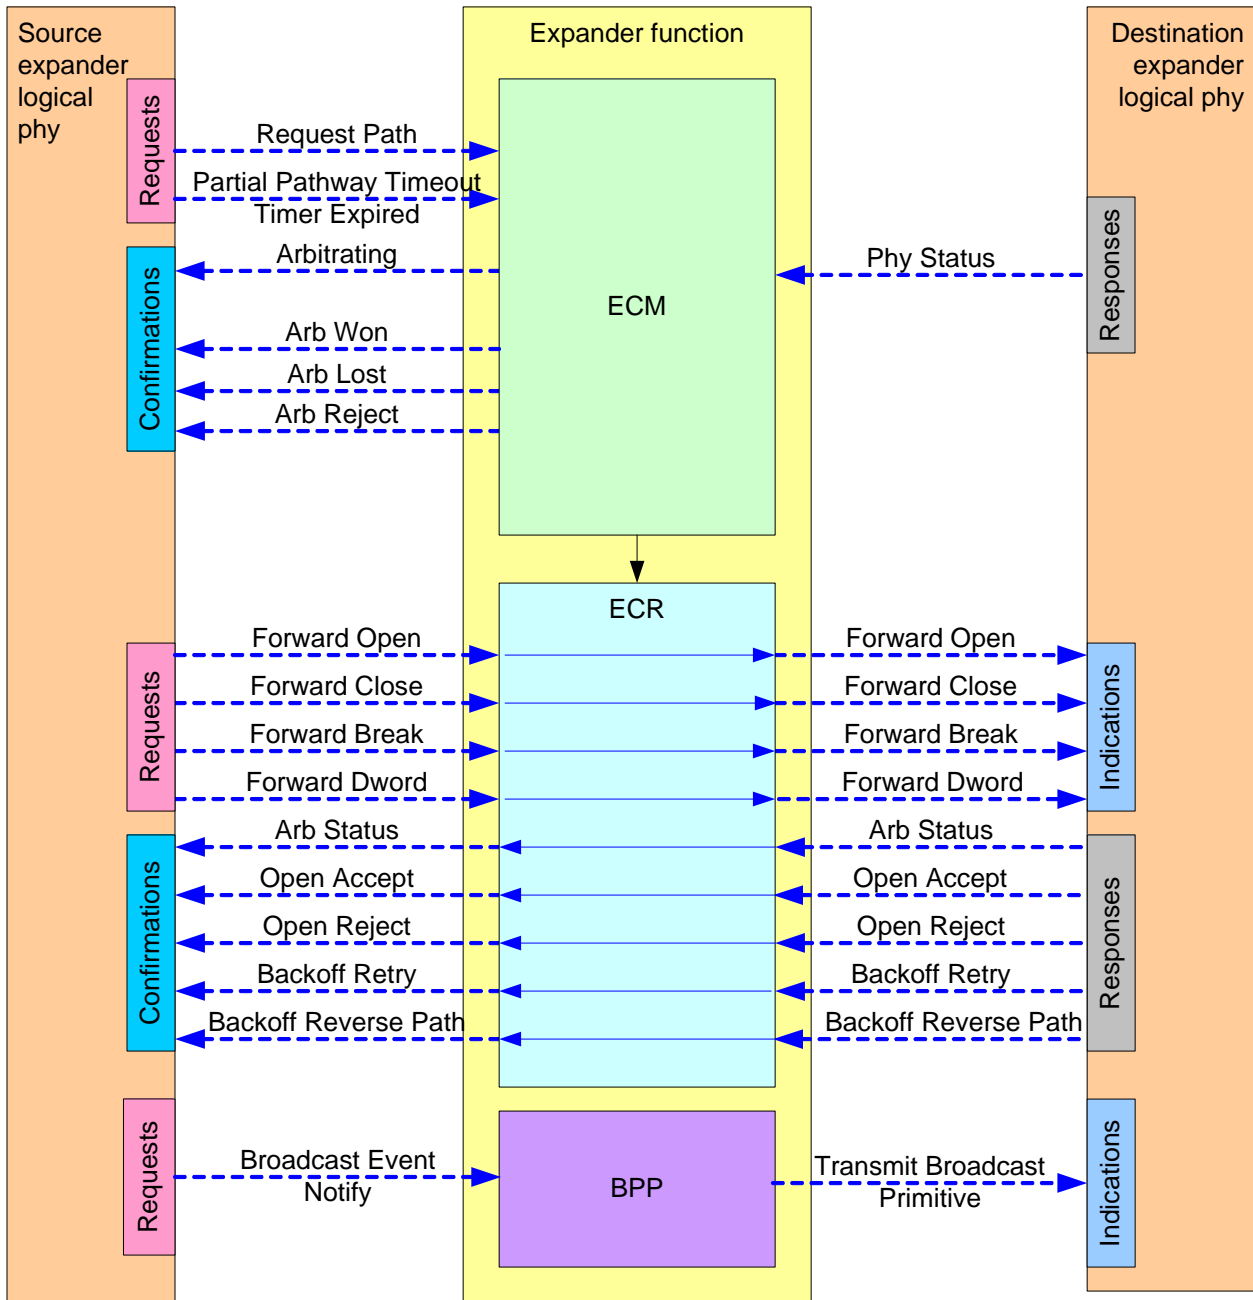 Source
expander
logical
phy
Expander function
Destination
expander
logical phy
Requests
Request Path
Partial Pathway Timeout
Timer Expired
Confirmations
Arbitrating
Arb Won
Arb Lost
Arb Reject
ECM
Phy Status
Responses
ECR
Requests
Forward Open
Forward Close
Forward Break
Forward Dword
Forward Open
Forward Close
Forward Break
Forward Dword
Indications
Confirmations
Arb Status
Open Accept
Open Reject
Backoff Retry
Backoff Reverse Path
Arb Status
Open Accept
Open Reject
Backoff Retry
Backoff Reverse Path
Responses
Requests
Broadcast Event
Notify
BPP
Transmit Broadcast
Primitive
Indications